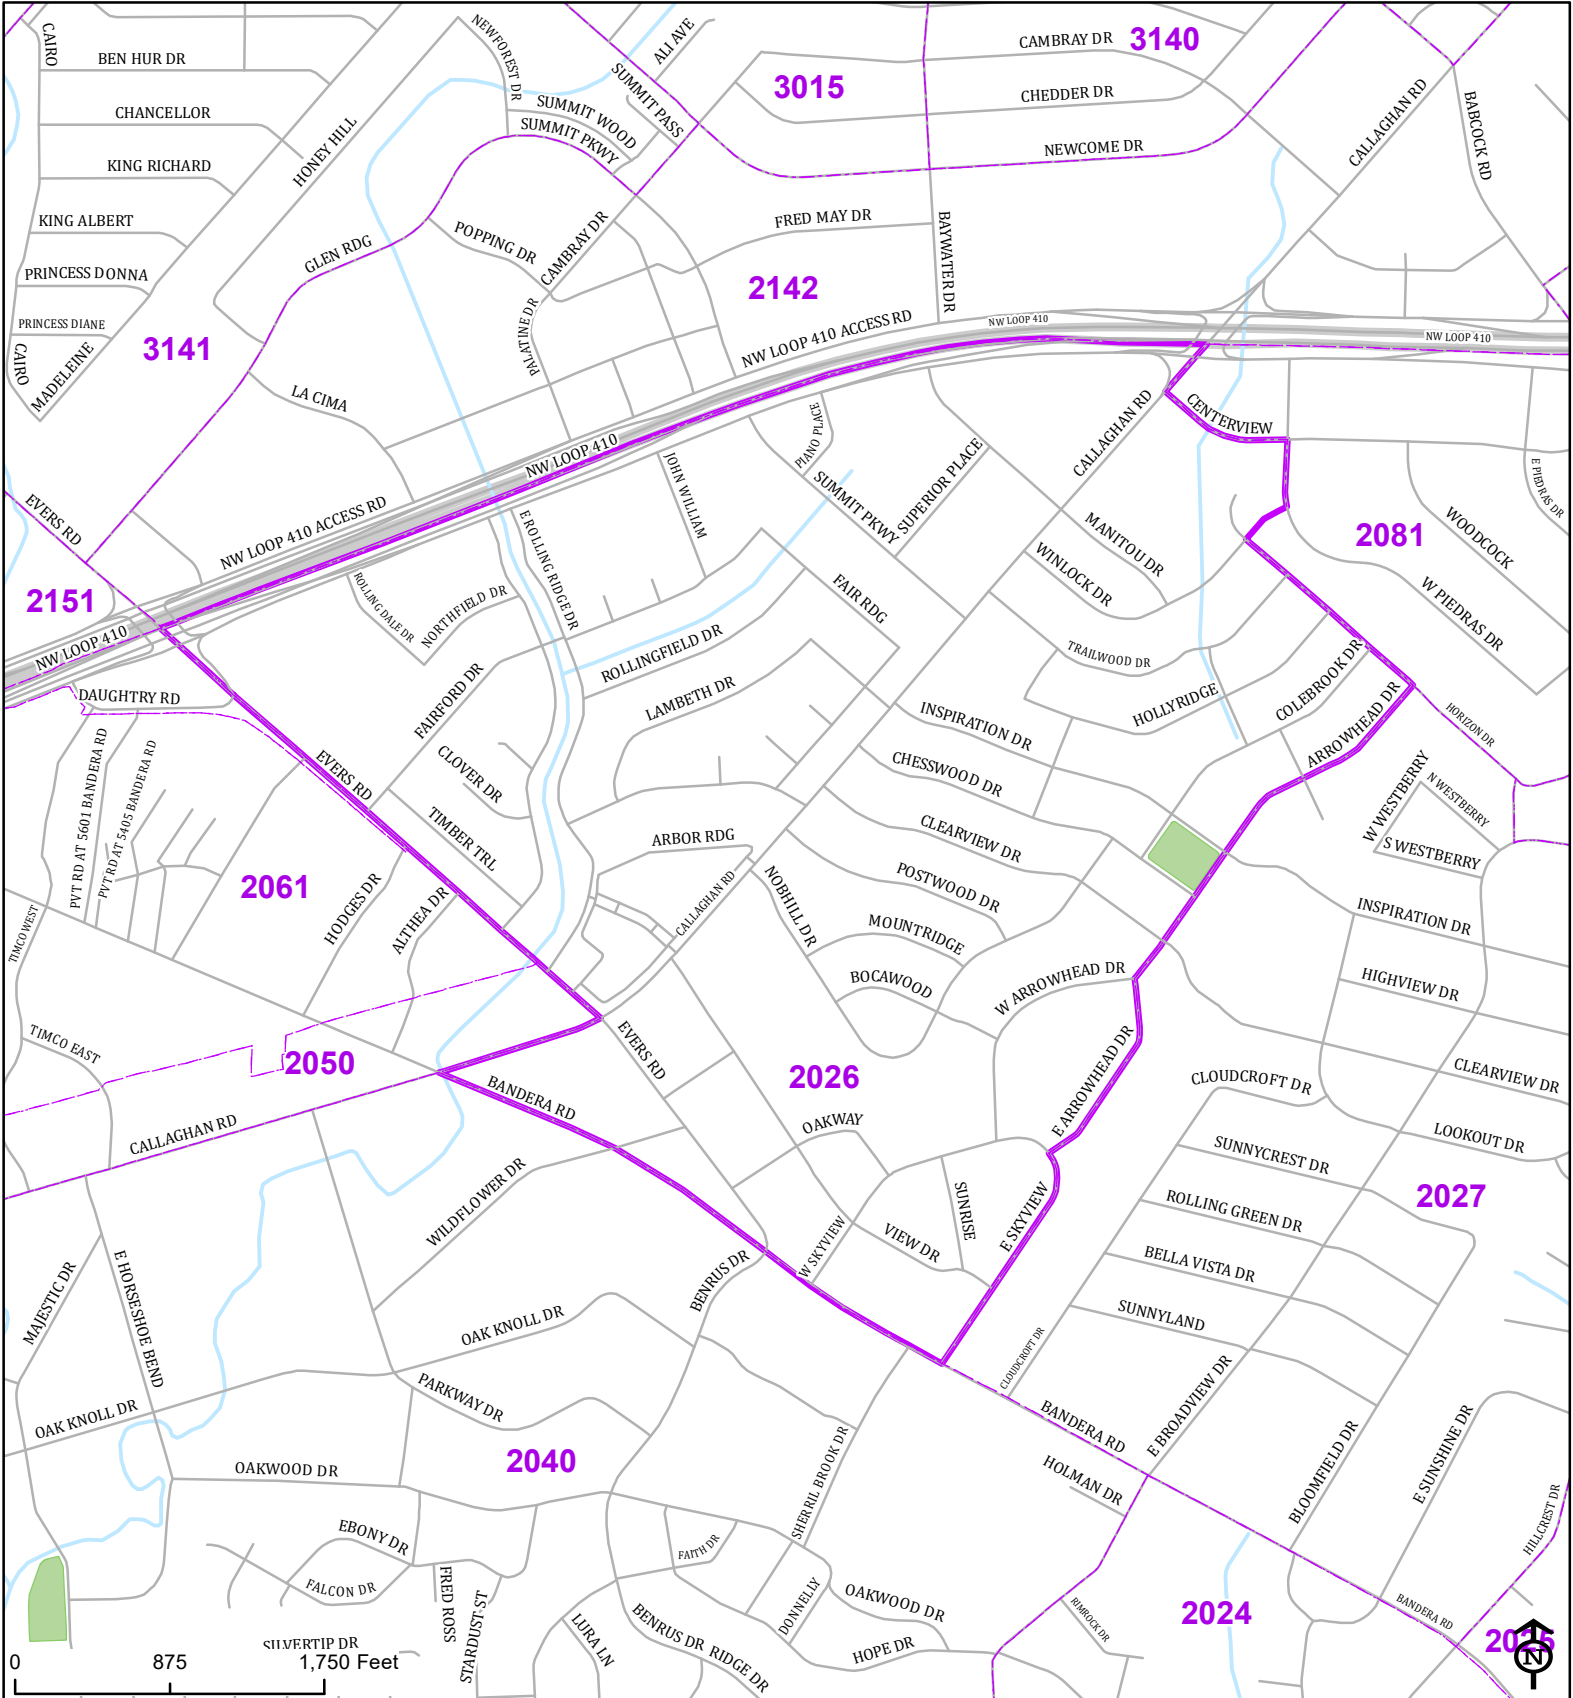 CAIRO
BEN HUR DR
NEWFOREST DR
ALI AVE
SUMMIT PASS
CAMBRAY DR
3140
3015
CHEDDER DR
CHANCELLOR
SUMMIT WOOD
SUMMIT PKWY
CALLAGHAN RD
BABCOCK RD
HONEY HILL
NEWCOME DR
KING RICHARD
KING ALBERT
POPPING DR
CAMBRAY DR
FRED MAY DR
BAYWATER DR
GLEN RDG
PRINCESS DONNA
2142
PRINCESS DIANE
3141
PALATINE DR
NW LOOP 410 ACCESS RD
NW LOOP 410
NW LOOP 410
CAIRO
MADELEINE
LA CIMA
PIANO PLACE
CALLAGHAN RD
CENTERVIEW
NW LOOP 410
JOHN WILLIAM
SUPERIOR PLACE
SUMMIT PKWY
E PIEDRAS DR
EVERS RD
NW LOOP 410 ACCESS RD
E ROLLING RIDGE DR
MANITOU DR
2081
WOODCOCK
WINLOCK DR
2151
ROLLING DALE DR
NORTHFIELD DR
FAIR RDG
W PIEDRAS DR
NW LOOP 410
ROLLINGFIELD DR
TRAILWOOD DR
DAUGHTRY RD
FAIRFORD DR
LAMBETH DR
HOLLYRIDGE
COLEBROOK DR
ARROWHEAD DR
HORIZON DR
INSPIRATION DR
PVT RD AT 5601 BANDERA RD
PVT RD AT 5405 BANDERA RD
EVERS RD
CLOVER DR
CHESSWOOD DR
W WESTBERRY
N WESTBERRY
TIMBER TRL
ARBOR RDG
CLEARVIEW DR
S WESTBERRY
2061
HODGES DR
ALTHEA DR
CALLAGHAN RD
NOBHILL DR
POSTWOOD DR
TIMCO WEST
MOUNTRIDGE
INSPIRATION DR
BOCAWOOD
W ARROWHEAD DR
HIGHVIEW DR
TIMCO EAST
2050
EVERS RD
2026
E ARROWHEAD DR
CLOUDCROFT DR
CLEARVIEW DR
BANDERA RD
CALLAGHAN RD
OAKWAY
LOOKOUT DR
SUNNYCREST DR
WILDFLOWER DR
SUNRISE
2027
E SKYVIEW
ROLLING GREEN DR
W SKYVIEW
VIEW DR
MAJESTIC DR
E HORSESHOE BEND
BENRUS DR
BELLA VISTA DR
OAK KNOLL DR
SUNNYLAND
CLOUDCROFT DR
OAK KNOLL DR
PARKWAY DR
BANDERA RD
E BROADVIEW DR
2040
OAKWOOD DR
SHERRIL BROOK DR
HOLMAN DR
BLOOMFIELD DR
E SUNSHINE DR
HILLCREST DR
EBONY DR
FAITH DR
FALCON DR
FRED ROSS
STARDUST ST
DONNELLY
OAKWOOD DR
RIMROCK DR
2024
BANDERA RD
SILVERTIP DR
LURA LN
BENRUS DR
RIDGE DR
HOPE DR
2025
N
0 875 1,750 Feet